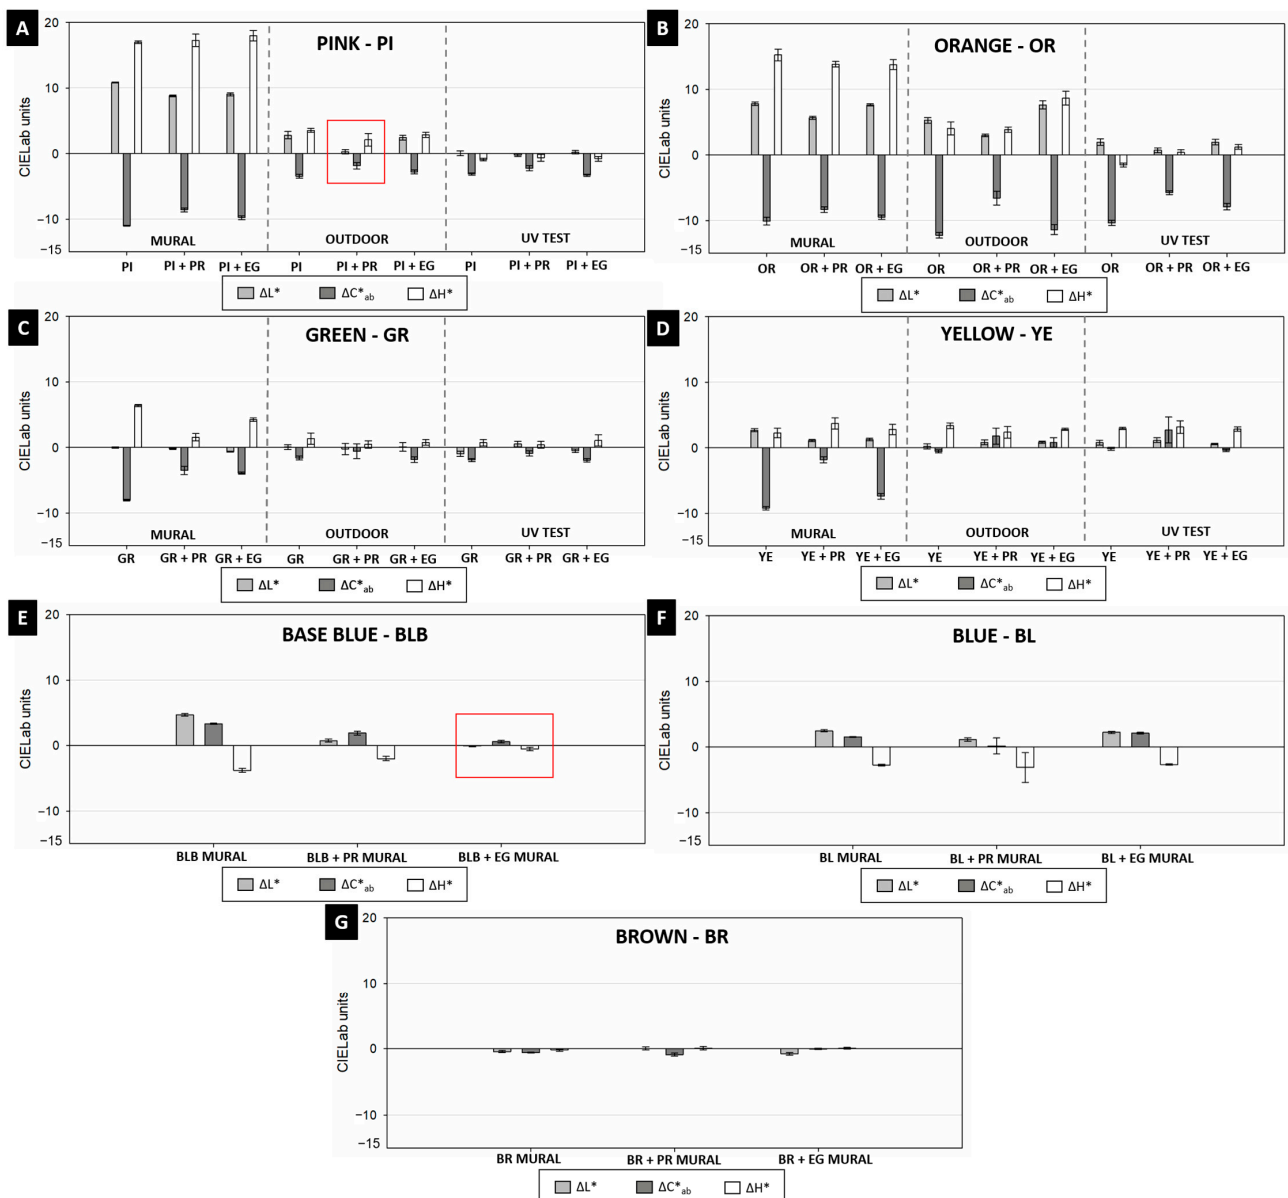 A
PINK - PI
20
10
0
−10
−15
CIELab units
MURAL OUTDOOR UV TEST
PI PI + PR PI + EG PI PI + PR PI + EG PI PI + PR PI + EG
ΔL* ΔC*ab ΔH*
B
ORANGE - OR
20
10
0
−10
−15
CIELab units
MURAL OUTDOOR UV TEST
OR OR + PR OR + EG OR OR + PR OR + EG OR OR + PR OR + EG
ΔL* ΔC*ab ΔH*
C
GREEN - GR
20
10
0
−10
−15
CIELab units
MURAL OUTDOOR UV TEST
GR GR + PR GR + EG GR GR + PR GR + EG GR GR + PR GR + EG
ΔL* ΔC*ab ΔH*
D
YELLOW - YE
20
10
0
−10
−15
CIELab units
MURAL OUTDOOR UV TEST
YE YE + PR YE + EG YE YE + PR YE + EG YE YE + PR YE + EG
ΔL* ΔC*ab ΔH*
E
BASE BLUE - BLB
20
10
0
−10
−15
CIELab units
BLB MURAL BLB + PR MURAL BLB + EG MURAL
ΔL* ΔC*ab ΔH*
F
BLUE - BL
20
10
0
−10
−15
CIELab units
BL MURAL BL + PR MURAL BL + EG MURAL
ΔL* ΔC*ab ΔH*
G
BROWN - BR
20
10
0
−10
−15
CIELab units
BR MURAL BR + PR MURAL BR + EG MURAL
ΔL* ΔC*ab ΔH*